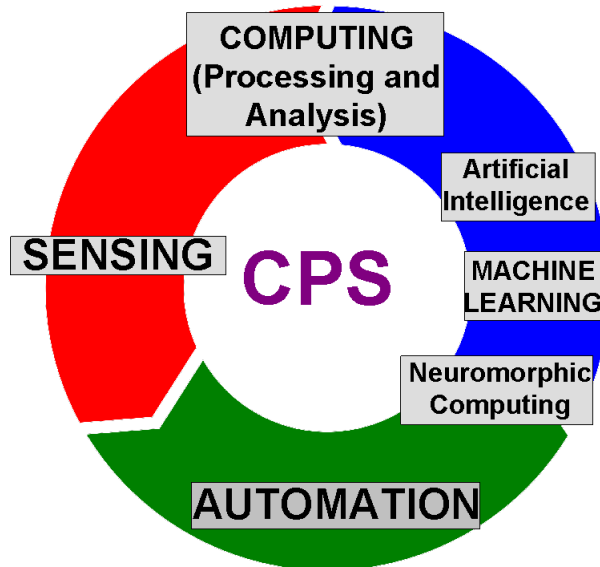 COMPUTING
(Processing and
Analysis)
Artificial
Intelligence
SENSING
CPS
MACHINE
LEARNING
Neuromorphic
Computing
AUTOMATION